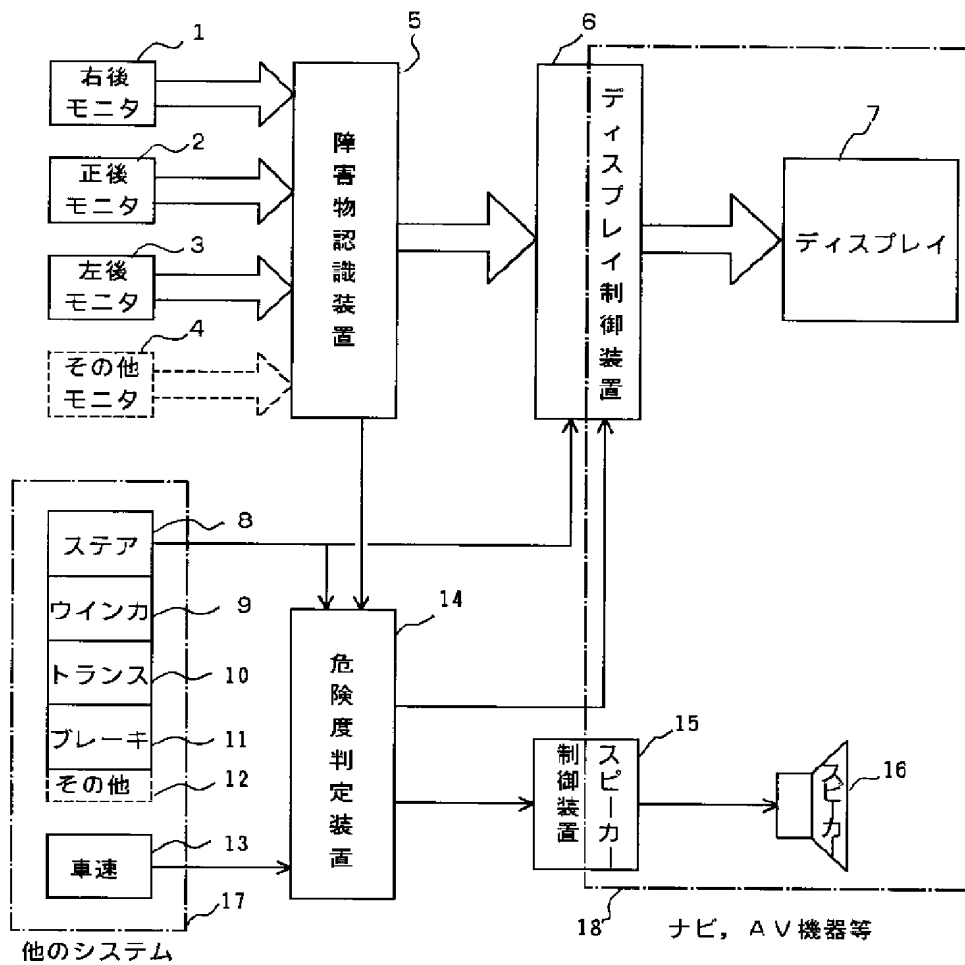 1
右後
モニタ
2
正後
モニタ
3
左後
モニタ
4
その他
モニタ
5
障害物認識装置
6
ディスプレイ制御装置
7
ディスプレイ
8
ステア
9
ウインカ
10
トランス
11
ブレーキ
12
その他
13
車速
17
他のシステム
14
危険度判定装置
15
スピーカー
制御装置
16
スピーカー
18
ナビ，AV機器等